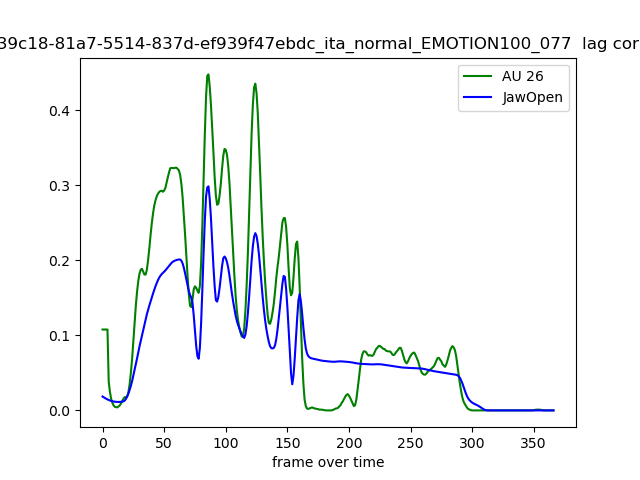 39c18-81a7-5514-837d-ef939f47ebdc_ita_normal_EMOTION100_077 lag cor
AU 26
JawOpen
0.4
0.3
0.2
0.1
0.0
0 50 100 150 200 250 300 350
frame over time